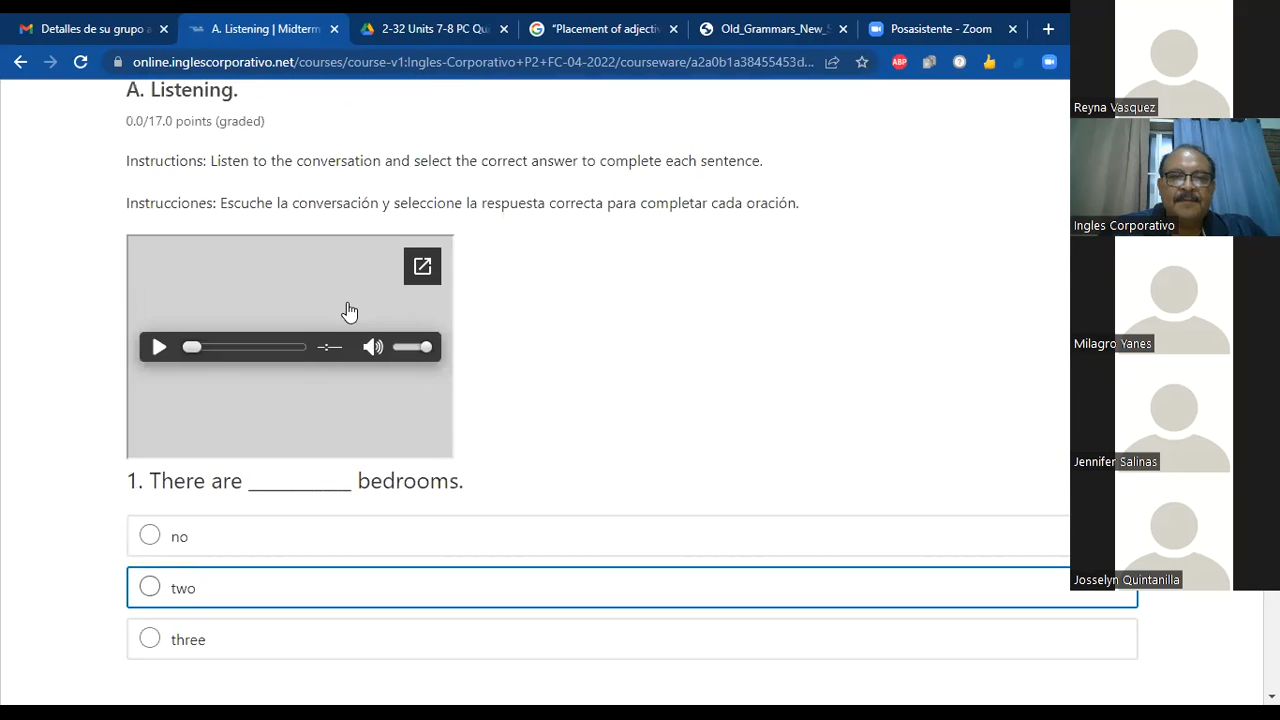 Detalles de su grupo a
A. Listening | Midterm
2-32 Units 7-8 PC Qu
"Placement of adjecti
Old_Grammars_New_S
Posasistente - Zoom
online.inglescorporativo.net/courses/course-v1:Ingles-Corporativo+P2+FC-04-2022/courseware/a2a0b1a38455453d...
ABP
A. Listening.
0.0/17.0 points (graded)
Instructions: Listen to the conversation and select the correct answer to complete each sentence.
Instrucciones: Escuche la conversación y seleccione la respuesta correcta para completar cada oración.
-:--
1. There are __________ bedrooms.
no
two
three
Reyna Vasquez
Ingles Corporativo
Milagro Yanes
Jennifer Salinas
Josselyn Quintanilla